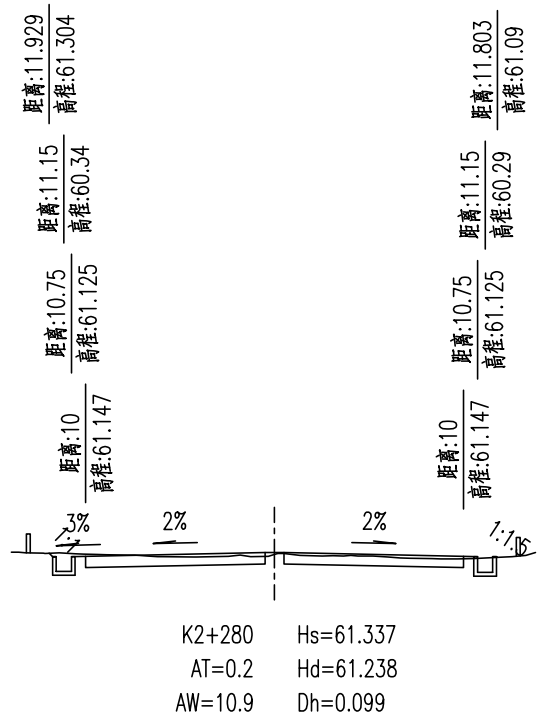 距离:11.929
高程:61.304
距离:11.15
高程:60.34
距离:10.75
高程:61.125
距离:10
高程:61.147
距离:11.803
高程:61.09
距离:11.15
高程:60.29
距离:10.75
高程:61.125
距离:10
高程:61.147
3%
2%
2%
K2+280
Hs=61.337
AT=0.2
Hd=61.238
AW=10.9
Dh=0.099